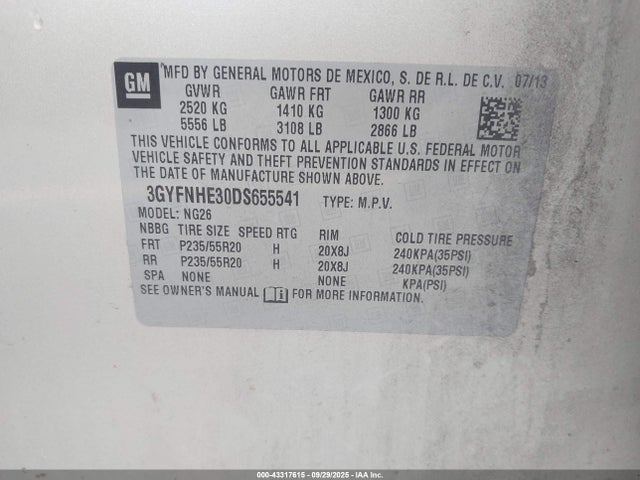 GM
MFD BY GENERAL MOTORS DE MEXICO, S. DE R.L. DE C.V. 07/13
GVWR GAWR FRT GAWR RR
2520 KG 1410 KG 1300 KG
5556 LB 3108 LB 2866 LB
THIS VEHICLE CONFORMS TO ALL APPLICABLE U.S. FEDERAL MOTOR
VEHICLE SAFETY AND THEFT PREVENTION STANDARDS IN EFFECT ON
THE DATE OF MANUFACTURE SHOWN ABOVE.
3GYFNHE30DS655541 TYPE: M.P.V.
MODEL: NG26
NBBG TIRE SIZE SPEED RTG RIM COLD TIRE PRESSURE
FRT P235/55R20 H 20X8J 240KPA(35PSI)
RR P235/55R20 H 20X8J 240KPA(35PSI)
SPA NONE NONE KPA(PSI)
SEE OWNER'S MANUAL FOR MORE INFORMATION.
000-43317615 - 09/29/2025 - IAA Inc.